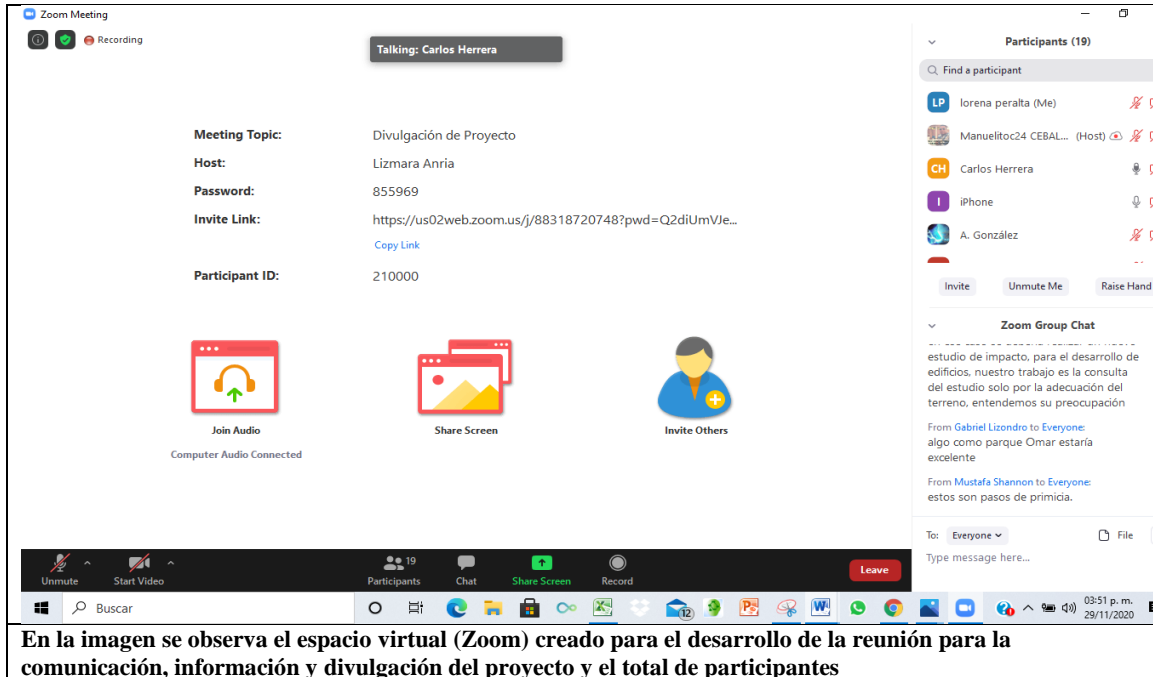 Zoom Meeting
Recording
Talking: Carlos Herrera
Meeting Topic: Divulgación de Proyecto
Host: Lizmara Anria
Password: 855969
Invite Link: https://us02web.zoom.us/j/88318720748?pwd=Q2diUmVJe...
Copy Link
Participant ID: 210000
Join Audio
Computer Audio Connected
Share Screen
Invite Others
Participants (19)
Find a participant
LP lorena peralta (Me)
Manuelitoc24 CEBAL... (Host)
CH Carlos Herrera
I iPhone
A. González
Invite Unmute Me Raise Hand
Zoom Group Chat
estudio de impacto, para el desarrollo de
edificios, nuestro trabajo es la consulta
del estudio solo por la adecuación del
terreno, entendemos su preocupación
From Gabriel Lizondro to Everyone:
algo como parque Omar estaría
excelente
From Mustafa Shannon to Everyone:
estos son pasos de primicia.
To: Everyone File
Type message here...
Unmute Start Video Participants 19 Chat Share Screen Record Leave
Buscar
12
03:51 p. m.
29/11/2020
En la imagen se observa el espacio virtual (Zoom) creado para el desarrollo de la reunión para la
comunicación, información y divulgación del proyecto y el total de participantes